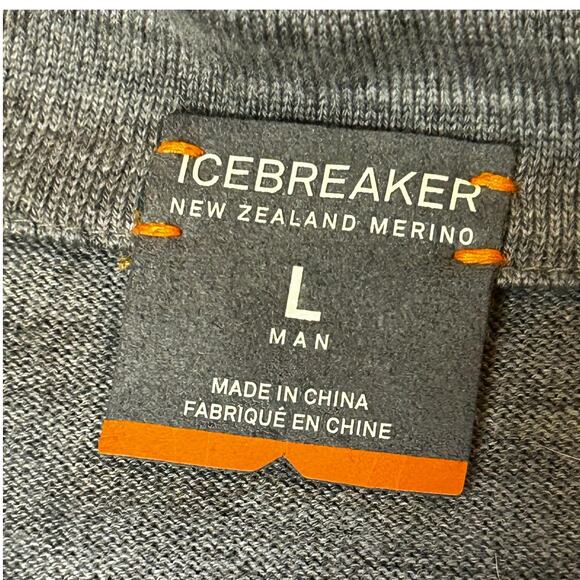 ICEBREAKER
NEW ZEALAND MERINO
L
MAN
MADE IN CHINA
FABRIQUÉ EN CHINE